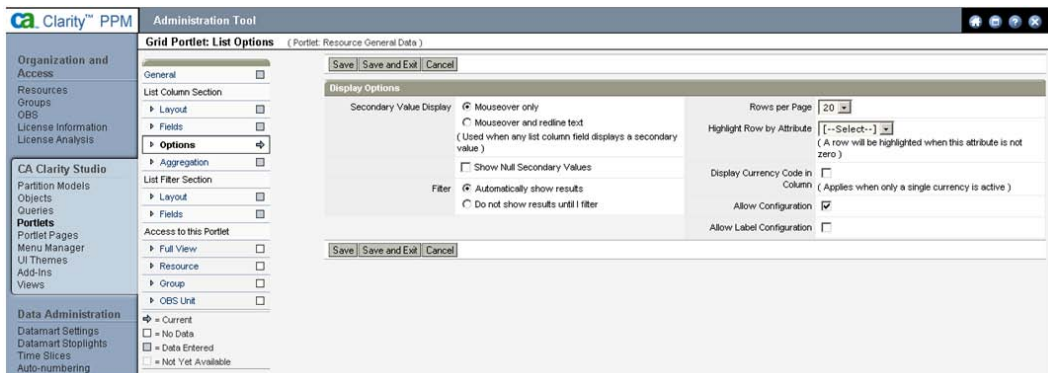 ca. Clarity™ PPM
Administration Tool
Grid Portlet: List Options ( Portlet: Resource General Data )
Organization and
Access
Resources
Groups
OBS
License Information
License Analysis
CA Clarity Studio
Partition Models
Objects
Queries
Portlets
Portlet Pages
Menu Manager
UI Themes
Add-Ins
Views
Data Administration
Datamart Settings
Datamart Stoplights
Time Slices
Auto-numbering
General
List Column Section
Layout
Fields
Options
Aggregation
List Filter Section
Layout
Fields
Access to this Portlet
Full View
Resource
Group
OBS Unit
= Current
= No Data
= Data Entered
= Not Yet Available
Save Save and Exit Cancel
Display Options
Secondary Value Display
Mouseover only
Mouseover and redline text
( Used when any list column field displays a secondary
value )
Show Null Secondary Values
Filter
Automatically show results
Do not show results until I filter
Rows per Page 20
Highlight Row by Attribute [--Select--]
( A row will be highlighted when this attribute is not
zero )
Display Currency Code in
Column ( Applies when only a single currency is active )
Allow Configuration
Allow Label Configuration
Save Save and Exit Cancel